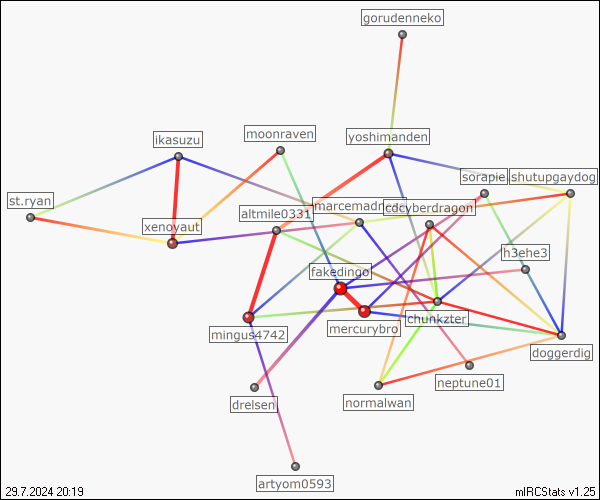 gorudenneko
ikasuzu
moonraven
yoshimanden
st.ryan
sorapie
shutupgaydog
xenoyaut
altmile0331
cdcyberdragon
h3ehe3
fakedingo
mingus4742
mercurybro
chunkzter
doggerdig
drelsen
normalwan
neptune01
artyom0593
29.7.2024 20:19
mIRCStats v1.25